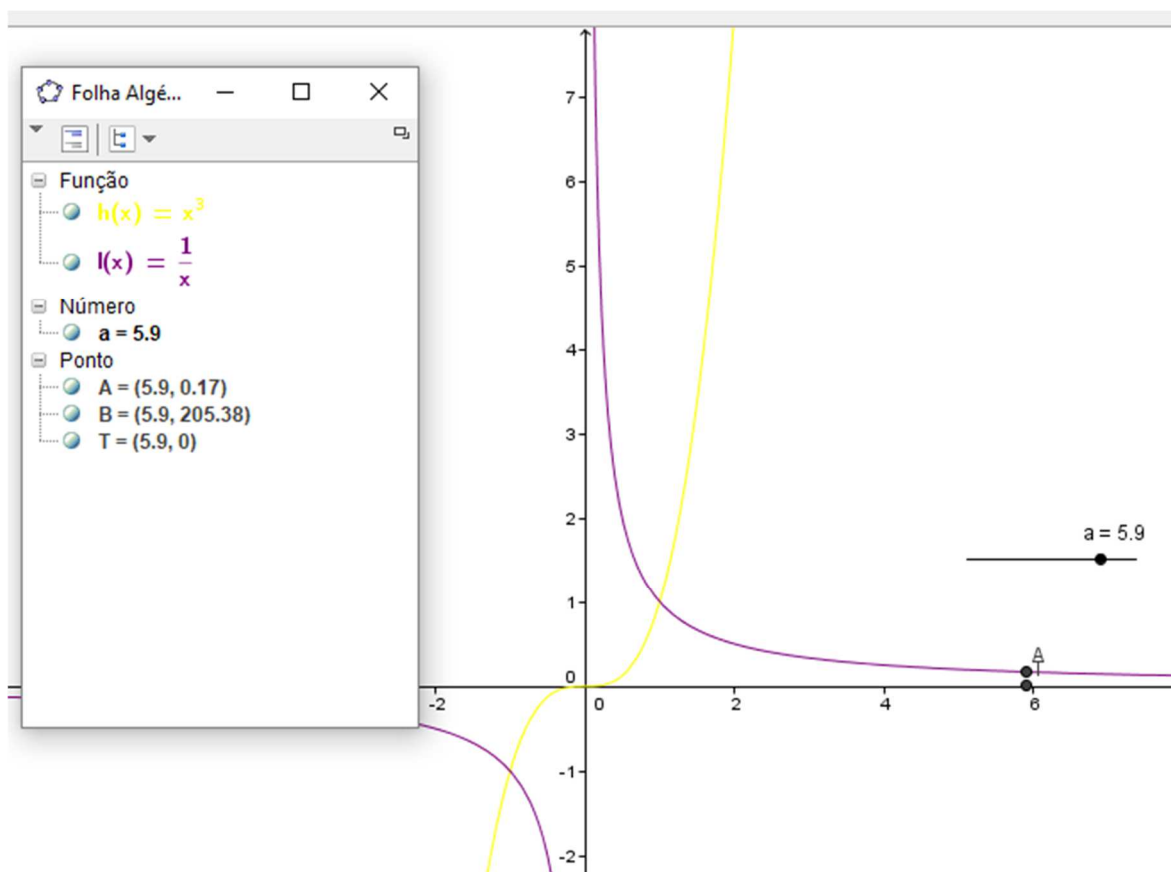 Folha Algé...
Função
h(x) = x³
l(x) = 1/x
Número
a = 5.9
Ponto
A = (5.9, 0.17)
B = (5.9, 205.38)
T = (5.9, 0)
7
6
5
4
3
2
a = 5.9
1
A
T
0
-2
0
2
4
6
-1
-2